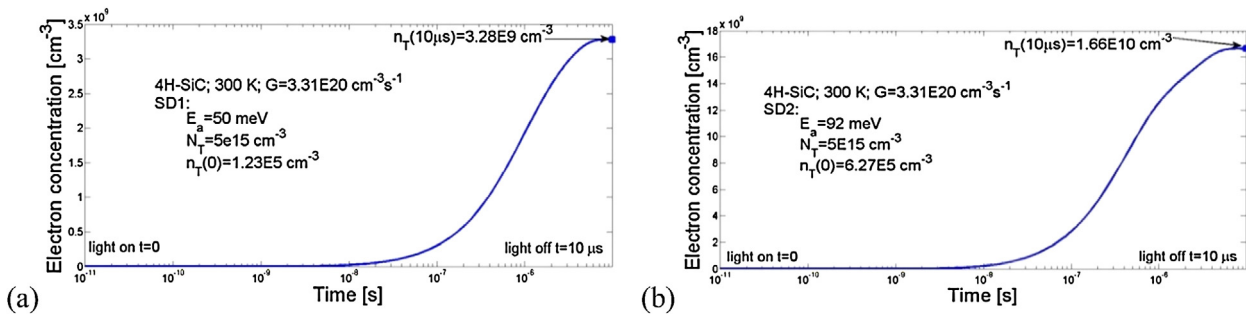 x 10⁹
3.5
3
2.5
2
1.5
1
0.5
0
Electron concentration [cm⁻³]
n_T(10μs)=3.28E9 cm⁻³
4H-SiC; 300 K; G=3.31E20 cm⁻³s⁻¹
SD1:
E_a=50 meV
N_T=5e15 cm⁻³
n_T(0)=1.23E5 cm⁻³
light on t=0
light off t=10 μs
10⁻¹¹ 10⁻¹⁰ 10⁻⁹ 10⁻⁸ 10⁻⁷ 10⁻⁶
Time [s]
(a)
x 10⁹
18
16
14
12
10
8
6
4
2
0
Electron concentration [cm⁻³]
n_T(10μs)=1.66E10 cm⁻³
4H-SiC; 300 K; G=3.31E20 cm⁻³s⁻¹
SD2:
E_a=92 meV
N_T=5E15 cm⁻³
n_T(0)=6.27E5 cm⁻³
light on t=0
light off t=10 μs
10⁻¹¹ 10⁻¹⁰ 10⁻⁹ 10⁻⁸ 10⁻⁷ 10⁻⁶
Time [s]
(b)